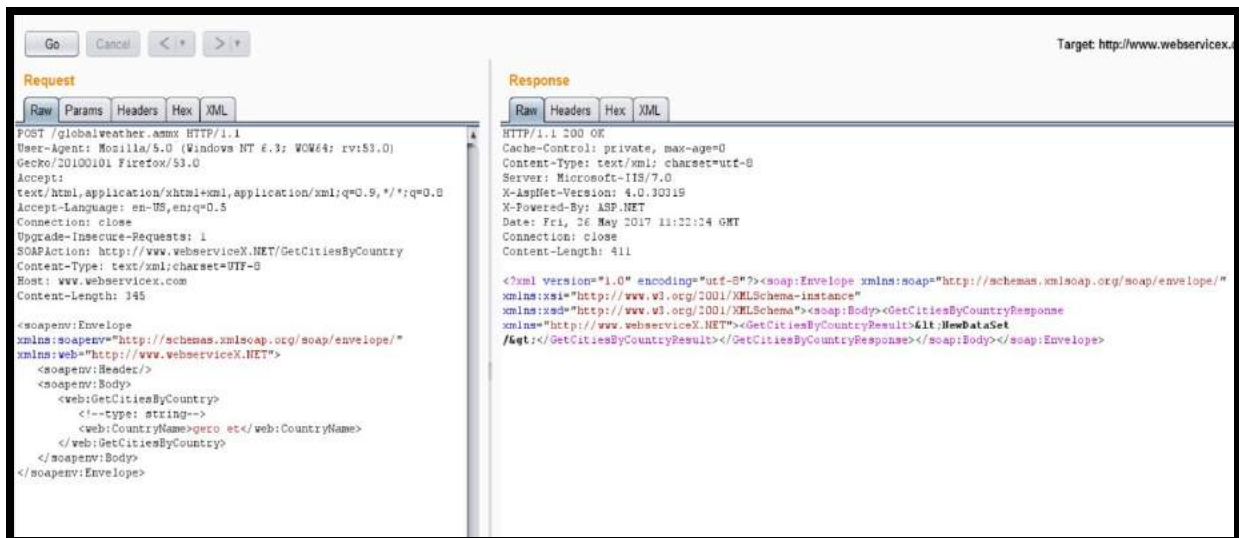 Go Cancel < >
Target: http://www.webservicex.
Request
Raw Params Headers Hex XML
POST /globalweather.asmx HTTP/1.1
User-Agent: Mozilla/5.0 (Windows NT 6.3; WOW64; rv:53.0)
Gecko/20100101 Firefox/53.0
Accept:
text/html,application/xhtml+xml,application/xml;q=0.9,*/*;q=0.8
Accept-Language: en-US,en;q=0.5
Connection: close
Upgrade-Insecure-Requests: 1
SOAPAction: http://www.webserviceX.NET/GetCitiesByCountry
Content-Type: text/xml;charset=UTF-8
Host: www.webservicex.com
Content-Length: 345
<soapenv:Envelope
xmlns:soapenv="http://schemas.xmlsoap.org/soap/envelope/"
xmlns:web="http://www.webserviceX.NET">
<soapenv:Header/>
<soapenv:Body>
<web:GetCitiesByCountry>
<!--type: string-->
<web:CountryName>gero et</web:CountryName>
</web:GetCitiesByCountry>
</soapenv:Body>
</soapenv:Envelope>
Response
Raw Headers Hex XML
HTTP/1.1 200 OK
Cache-Control: private, max-age=0
Content-Type: text/xml; charset=utf-8
Server: Microsoft-IIS/7.0
X-AspNet-Version: 4.0.30319
X-Powered-By: ASP.NET
Date: Fri, 26 May 2017 11:22:24 GMT
Connection: close
Content-Length: 411
<?xml version="1.0" encoding="utf-8"?><soap:Envelope xmlns:soap="http://schemas.xmlsoap.org/soap/envelope/"
xmlns:xsi="http://www.w3.org/2001/XMLSchema-instance"
xmlns:xsd="http://www.w3.org/2001/XMLSchema"><soap:Body><GetCitiesByCountryResponse
xmlns="http://www.webserviceX.NET"><GetCitiesByCountryResult>&lt;NewDataSet
/&gt;</GetCitiesByCountryResult></GetCitiesByCountryResponse></soap:Body></soap:Envelope>